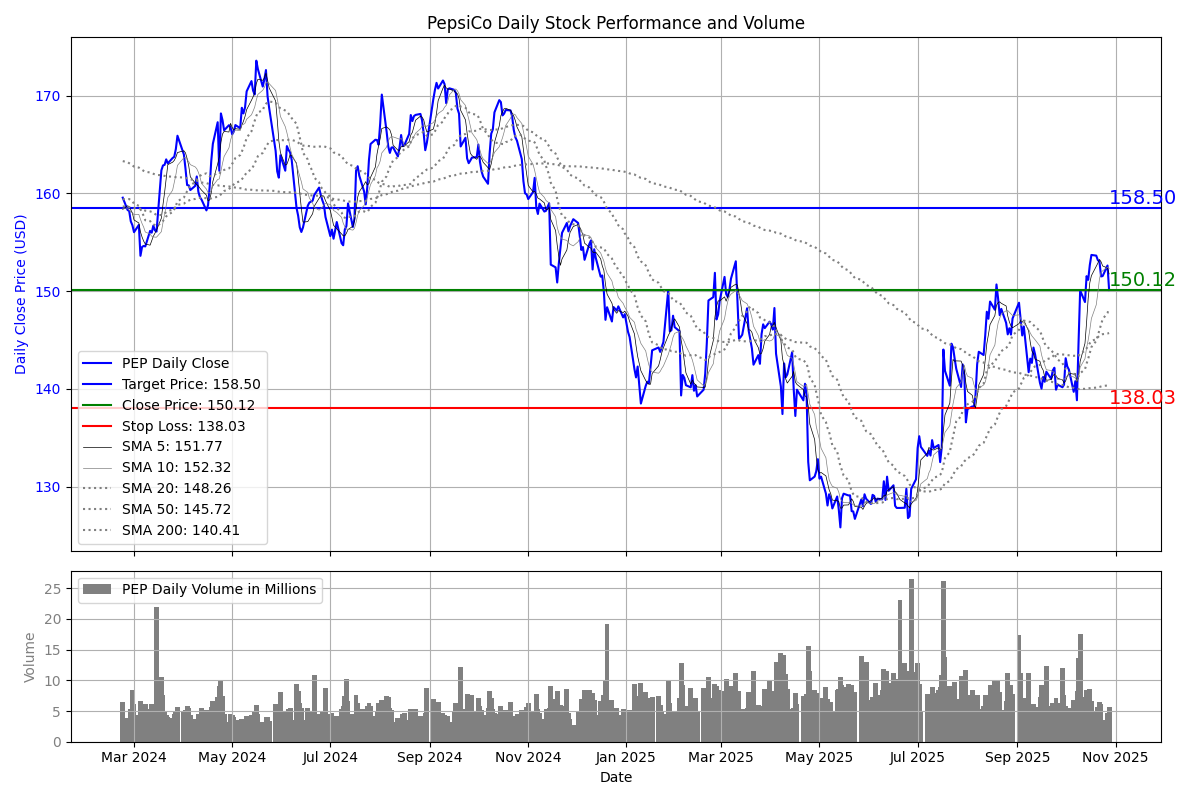 PepsiCo Daily Stock Performance and Volume
Daily Close Price (USD)
170
160
150
140
130
158.50
150.12
138.03
PEP Daily Close
Target Price: 158.50
Close Price: 150.12
Stop Loss: 138.03
SMA 5: 151.77
SMA 10: 152.32
SMA 20: 148.26
SMA 50: 145.72
SMA 200: 140.41
Volume
25
20
15
10
5
0
PEP Daily Volume in Millions
Mar 2024 May 2024 Jul 2024 Sep 2024 Nov 2024 Jan 2025 Mar 2025 May 2025 Jul 2025 Sep 2025 Nov 2025
Date